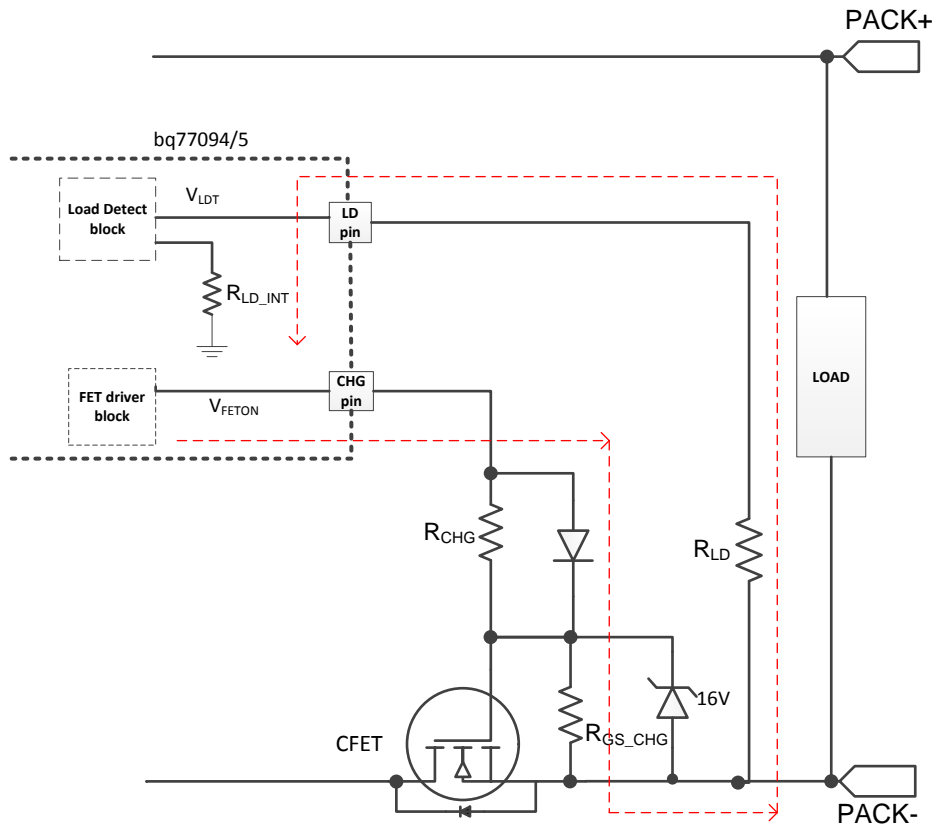 PACK+
bq77094/5
Load Detect
block
VLDT
LD
pin
RLD_INT
FET driver
block
VFETON
CHG
pin
LOAD
RCHG
RLD
16V
CFET
RGS_CHG
PACK-